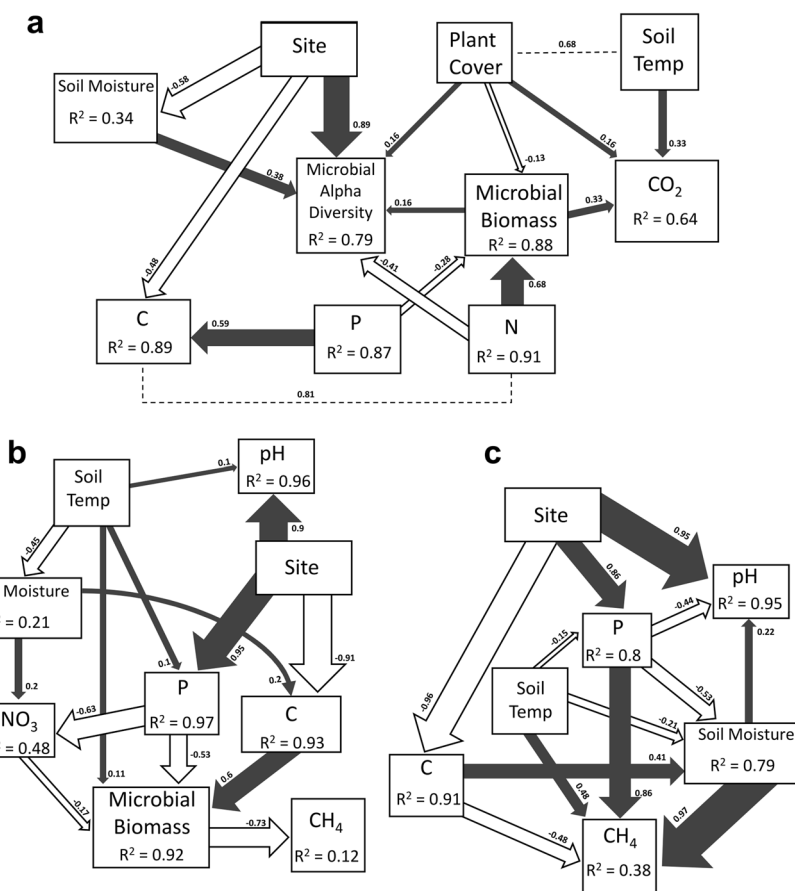 a
Site
Plant
Cover
Soil
Temp
0.68
Soil Moisture
R² = 0.34
-0.58
0.89
0.16
0.16
0.33
-0.13
0.38
Microbial
Alpha
Diversity
R² = 0.79
0.16
Microbial
Biomass
R² = 0.88
0.33
CO₂
R² = 0.64
-0.48
-0.41
-0.28
0.68
C
R² = 0.89
0.59
P
R² = 0.87
N
R² = 0.91
0.81
b
Soil
Temp
0.1
pH
R² = 0.96
0.9
-0.45
Site
Moisture
= 0.21
0.95
-0.91
0.2
0.1
0.2
NO₃
= 0.48
-0.63
P
R² = 0.97
C
R² = 0.93
-0.53
0.6
0.11
-0.17
Microbial
Biomass
R² = 0.92
-0.73
CH₄
R² = 0.12
c
Site
0.95
0.86
pH
R² = 0.95
-0.44
P
R² = 0.8
0.22
-0.15
Soil
Temp
-0.53
-0.21
-0.96
Soil Moisture
R² = 0.79
C
R² = 0.91
0.41
0.48
0.86
0.97
-0.48
CH₄
R² = 0.38